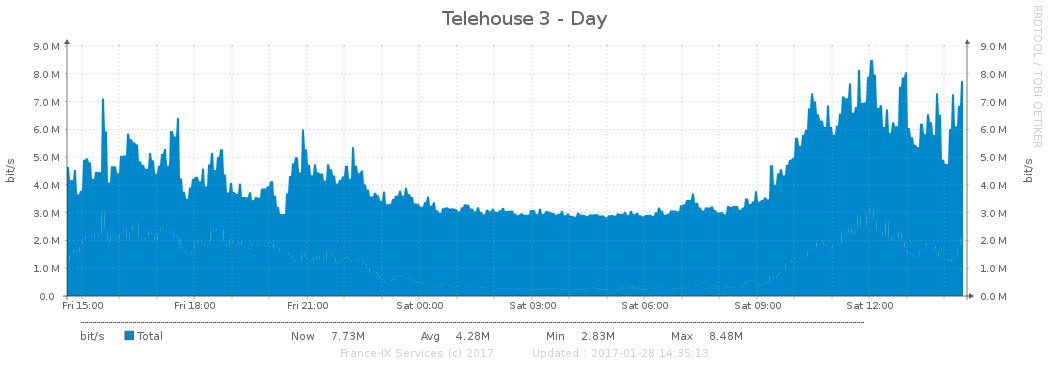 Telehouse 3 - Day
RRDTOOL / TOBI OETIKER
bit/s
bit/s
9.0 M 9.0 M
8.0 M 8.0 M
7.0 M 7.0 M
6.0 M 6.0 M
5.0 M 5.0 M
4.0 M 4.0 M
3.0 M 3.0 M
2.0 M 2.0 M
1.0 M 1.0 M
0.0 0.0 M
Fri 15:00 Fri 18:00 Fri 21:00 Sat 00:00 Sat 03:00 Sat 06:00 Sat 09:00 Sat 12:00
bit/s Total Now 7.73M Avg 4.28M Min 2.83M Max 8.48M
France-IX Services (c) 2017 Updated : 2017-01-28 14:35:13